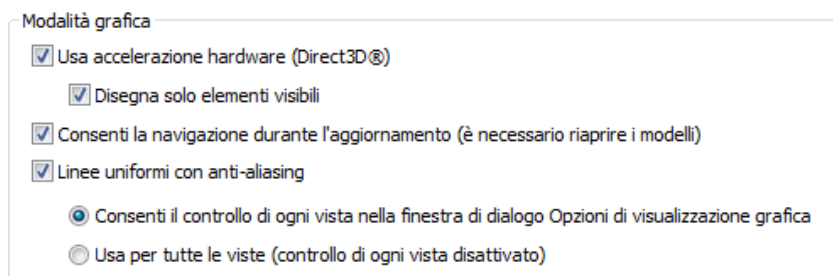 Modalità grafica
Usa accelerazione hardware (Direct3D®)
Disegna solo elementi visibili
Consenti la navigazione durante l'aggiornamento (è necessario riaprire i modelli)
Linee uniformi con anti-aliasing
Consenti il controllo di ogni vista nella finestra di dialogo Opzioni di visualizzazione grafica
Usa per tutte le viste (controllo di ogni vista disattivato)